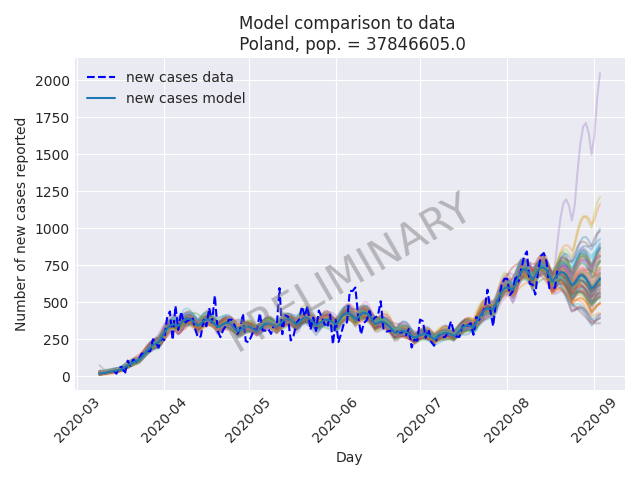 Model comparison to data
Poland, pop. = 37846605.0
new cases data
new cases model
PRELIMINARY
Number of new cases reported
2000
1750
1500
1250
1000
750
500
250
0
2020-03
2020-04
2020-05
2020-06
2020-07
2020-08
2020-09
Day